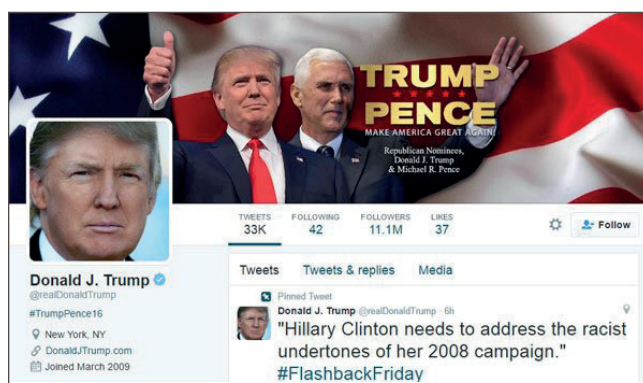 TRUMP
PENCE
MAKE AMERICA GREAT AGAIN!
Republican Nominees,
Donald J. Trump
& Michael R. Pence
TWEETS FOLLOWING FOLLOWERS LIKES
33K 42 11.1M 37
Follow
Donald J. Trump
@realDonaldTrump
#TrumpPence16
New York, NY
DonaldJTrump.com
Joined March 2009
Tweets Tweets & replies Media
Pinned Tweet
Donald J. Trump @realDonaldTrump · 6h
"Hillary Clinton needs to address the racist
undertones of her 2008 campaign."
#FlashbackFriday